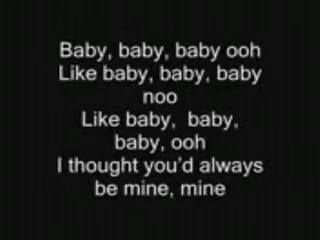 Baby, baby, baby ooh
Like baby, baby, baby
noo
Like baby,  baby,
baby, ooh
I thought you'd always
be mine, mine